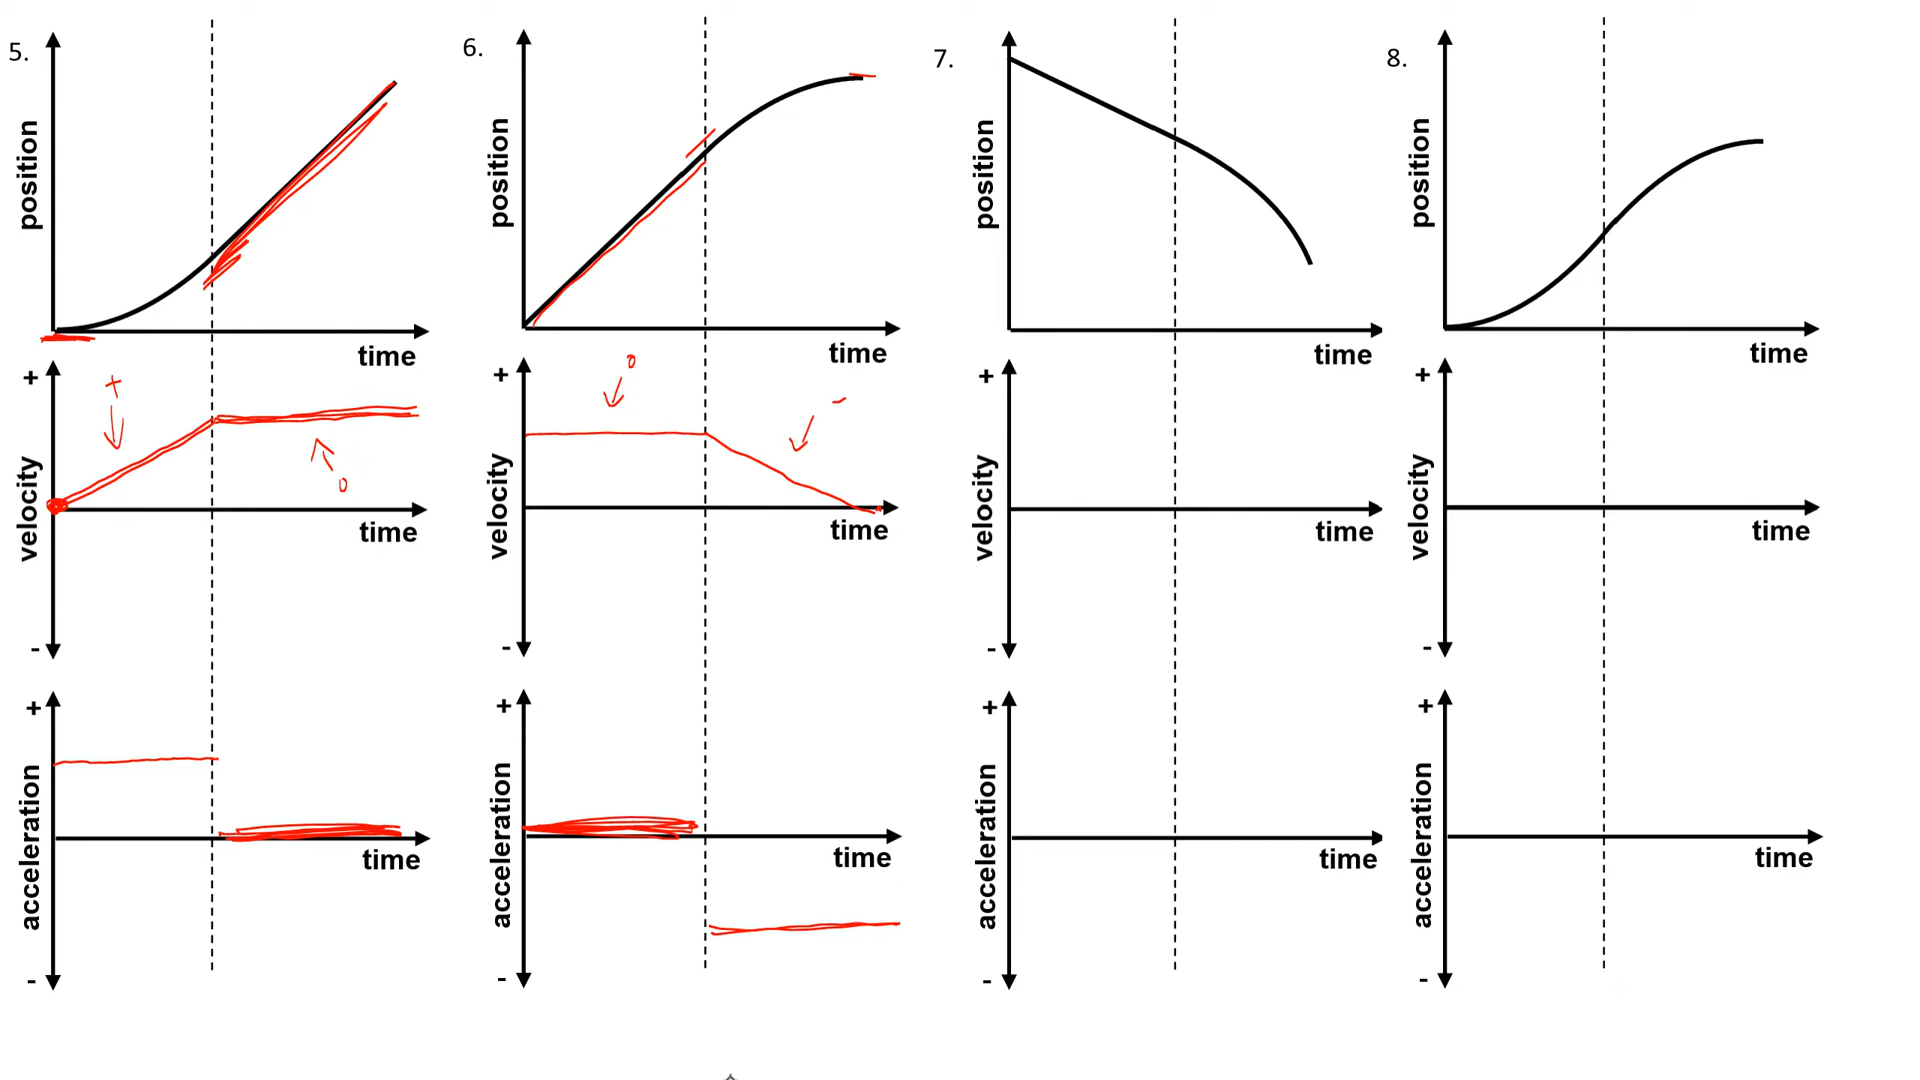 5.
position
time
+
velocity
-
time
+
0
+
acceleration
-
time
6.
position
time
+
velocity
-
time
0
-
+
acceleration
-
time
7.
position
time
+
velocity
-
time
+
acceleration
-
time
8.
position
time
+
velocity
-
time
+
acceleration
-
time